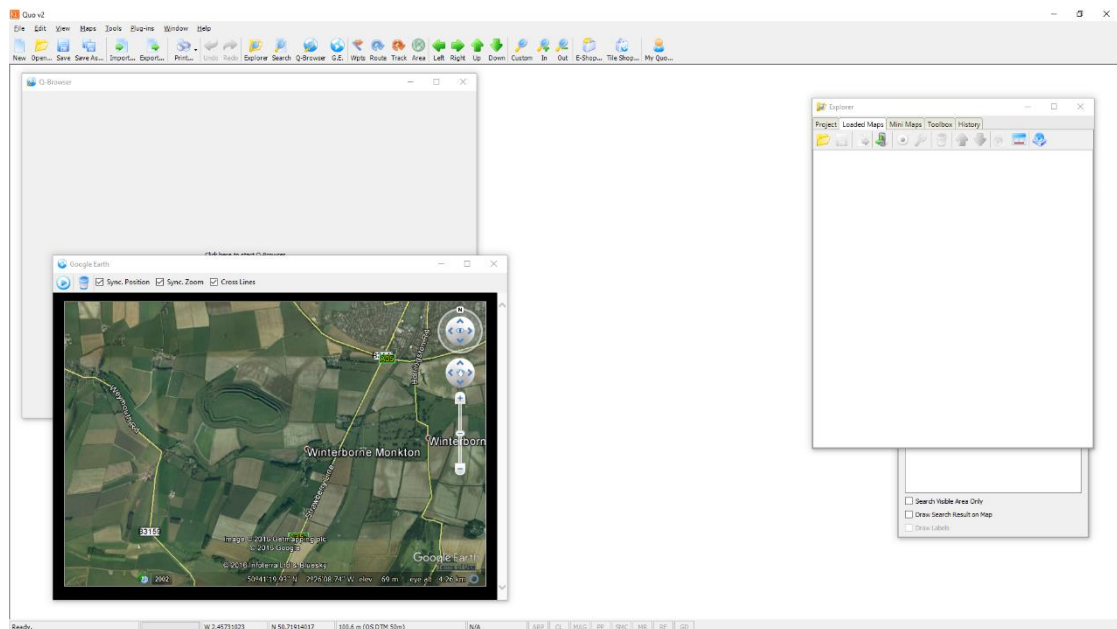 Quo v2
File Edit View Maps Tools Plug-ins Window Help
New Open... Save Save As... Import... Export... Print... Undo Redo Explorer Search Q-Browser G.E. Wpts Route Track Area Left Right Up Down Custom In Out E-Shop... Tile Shop... My Quo...
Q-Browser
Click here to start Q-Browser
Explorer
Project Loaded Maps Mini Maps Toolbox History
Google Earth
Sync. Position Sync. Zoom Cross Lines
N
Weymouth Rd
Winterborne Monkton
Winterborn
Image © 2016 Getmapping plc
© 2016 Google
© 2016 Infoterra Ltd & Bluesky
Google Earth
Terms of Use
2002 50°41'19.93" N 2°26'08.74" W elev 69 m eye alt 4.26 km
Search Visible Area Only
Draw Search Result on Map
Draw Labels
Ready. W 2.45731023 N 50.71914017 100.6 m (OS DTM 50m) N/A APP CL MAG PP SMC MR RF GD